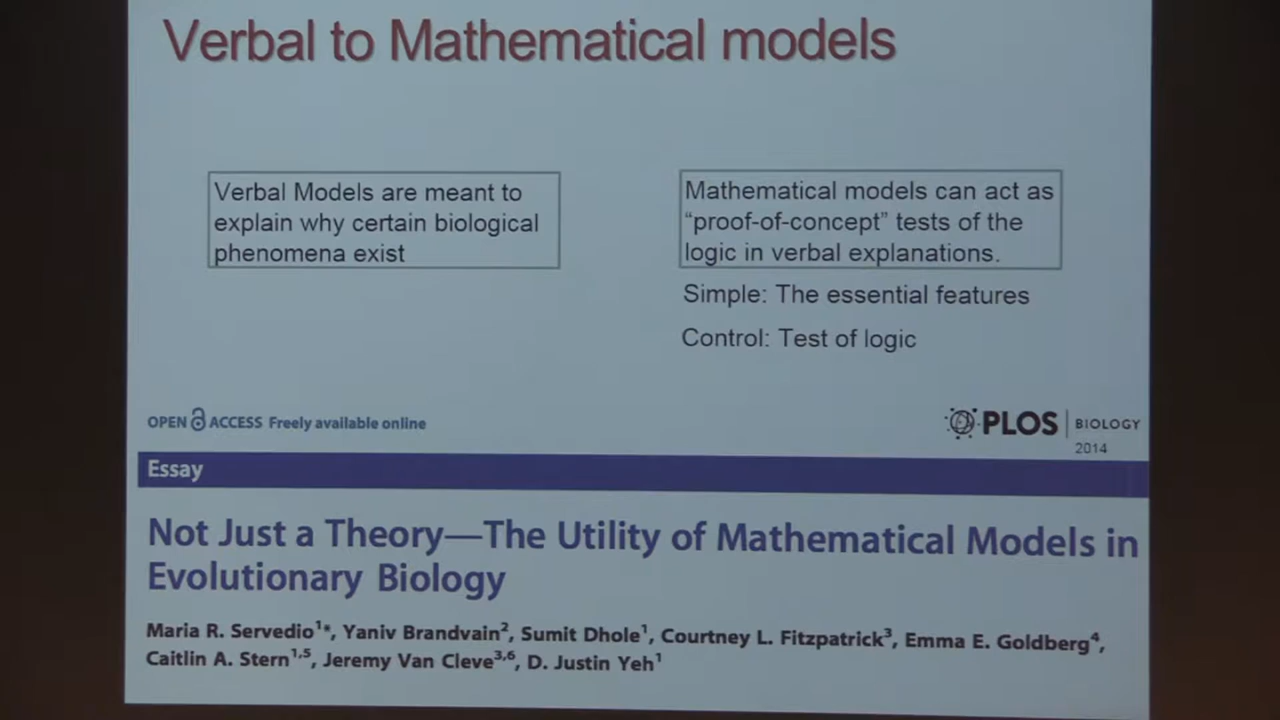 Verbal to Mathematical models
Verbal Models are meant to
explain why certain biological
phenomena exist
Mathematical models can act as
“proof-of-concept” tests of the
logic in verbal explanations.
Simple: The essential features
Control: Test of logic
OPEN ACCESS Freely available online
PLOS BIOLOGY
2014
Essay
Not Just a Theory—The Utility of Mathematical Models in
Evolutionary Biology
Maria R. Servedio¹*, Yaniv Brandvain², Sumit Dhole¹, Courtney L. Fitzpatrick³, Emma E. Goldberg⁴,
Caitlin A. Stern¹,⁵, Jeremy Van Cleve³,⁶, D. Justin Yeh¹